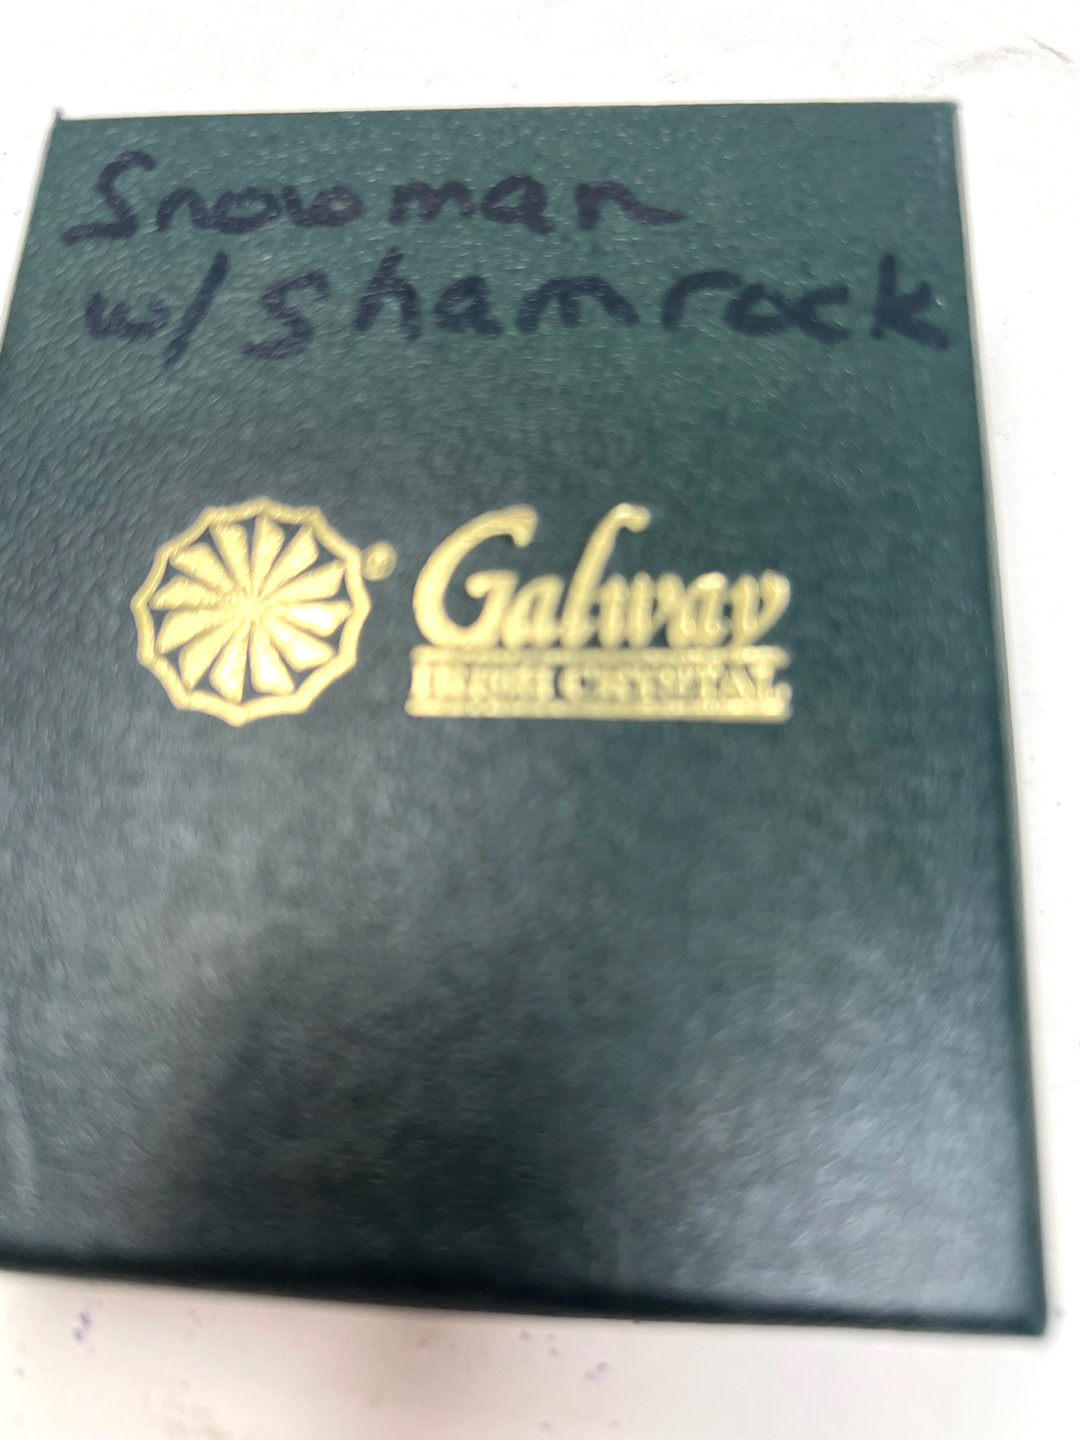 Snowman
w/ Shamrock
®
Galway
IRISH CRYSTAL